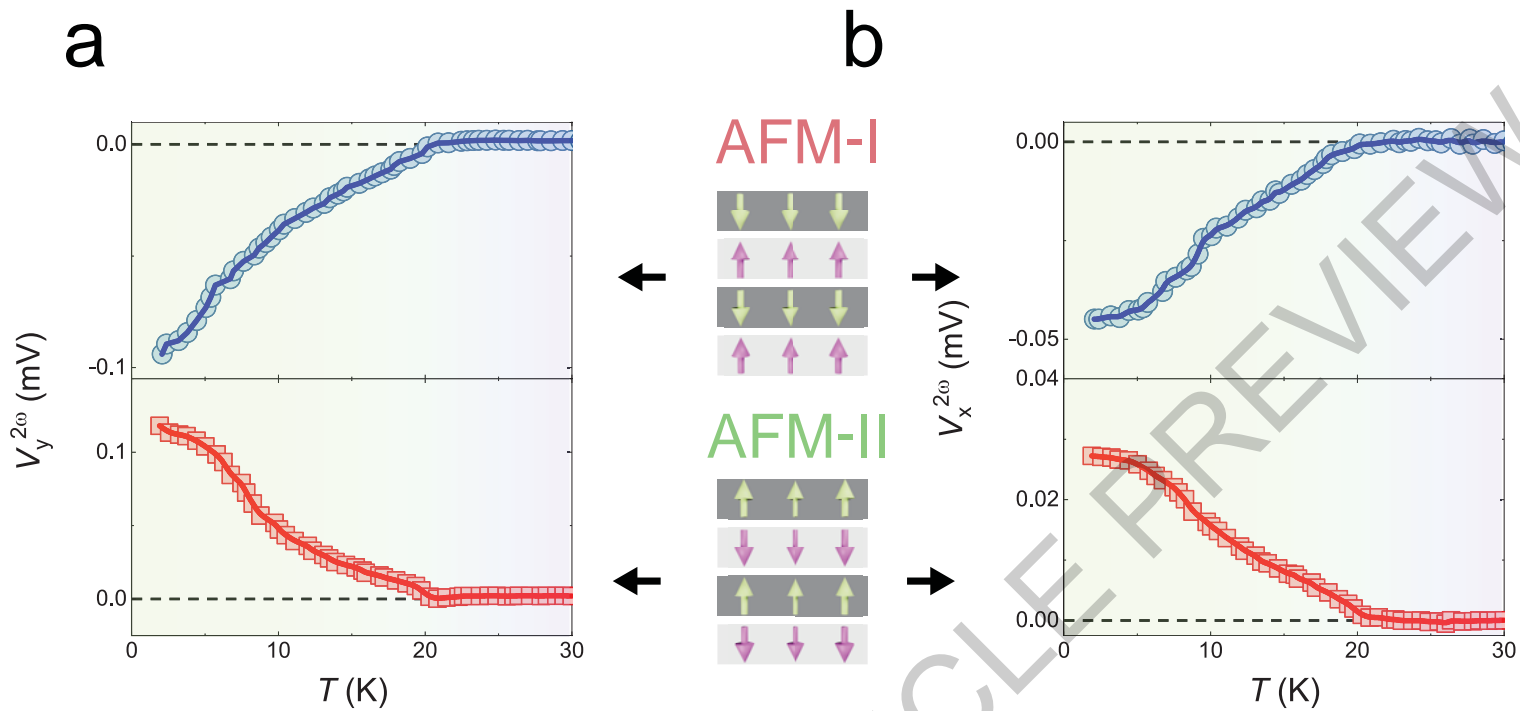 a
b
0.0
-0.1
0.1
0.0
V_y^2ω (mV)
0
10
20
30
T (K)
AFM-I
AFM-II
0.00
-0.05
0.04
0.02
0.00
V_x^2ω (mV)
0
10
20
30
T (K)
CLE PREVIEW